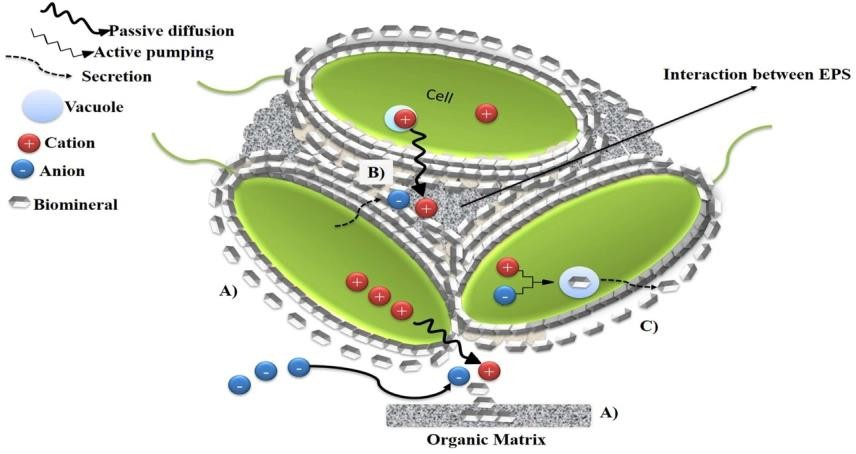 Passive diffusion
Active pumping
Secretion
Vacuole
+ Cation
- Anion
Biomineral
Interaction between EPS
Cell
+
+
B)
-
+
A)
+
+
+
+
-
C)
-
-
-
-
+
A)
Organic Matrix